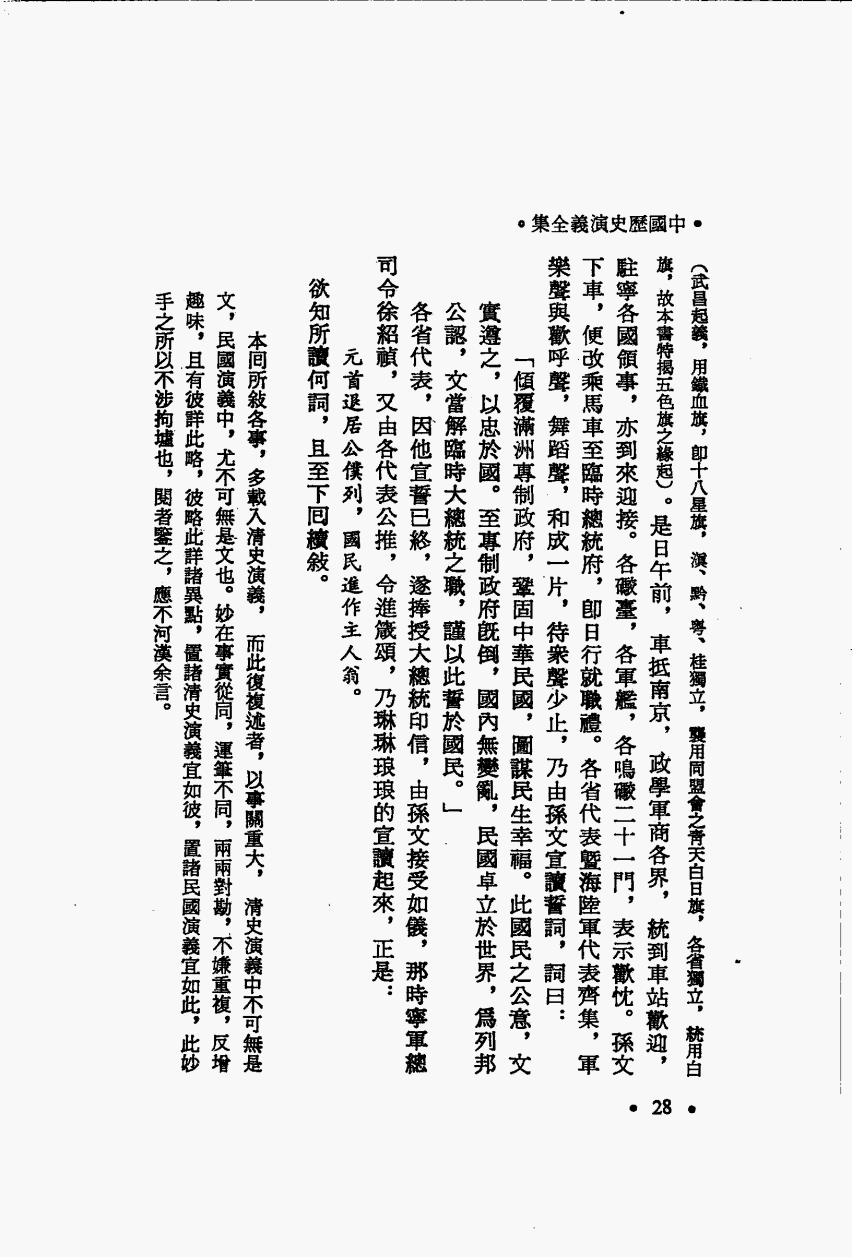 •中國歷史演義全集。
（武昌起義，用鐵血旗，卽十八星旗，滇、黔、粵、桂獨立，襲用同盟會之靑天白日旗，各省獨立，統用白
旗，故本書特揭五色旗之緣起）。是日午前，車抵南京，政學軍商各界，統到車站歡迎，
駐寧各國領事，亦到來迎接。各礮臺，各軍艦，各鳴礮二十一門，表示歡忱。孫文
下車，便改乘馬車至臨時總統府，卽日行就職禮。各省代表曁海陸軍代表齊集，軍
樂聲與歡呼聲，舞蹈聲，和成一片，待衆聲少止，乃由孫文宣讀誓詞，詞曰：
「傾覆滿洲專制政府，鞏固中華民國，圖謀民生幸福。此國民之公意，文
實遵之，以忠於國。至專制政府旣倒，國內無變亂，民國卓立於世界，爲列邦
公認，文當解臨時大總統之職，謹以此誓於國民。」
各省代表，因他宣誓已終，遂捧授大總統印信，由孫文接受如儀，那時寧軍總
司令徐紹禎，又由各代表公推，令進箴頌，乃琳琳琅琅的宣讀起來，正是：
元首退居公僕列，國民進作主人翁。
欲知所讀何詞，且至下回續敍。
本回所敍各事，多載入淸史演義，而此復複述者，以事關重大，淸史演義中不可無是
文，民國演義中，尤不可無是文也。妙在事實從同，運筆不同，兩兩對勘，不嫌重複，反增
趣味，且有彼詳此略，彼略此詳諸異點，置諸淸史演義宜如彼，置諸民國演義宜如此，此妙
手之所以不涉拘墟也，閱者鑒之，應不河漢余言。
• 28 •